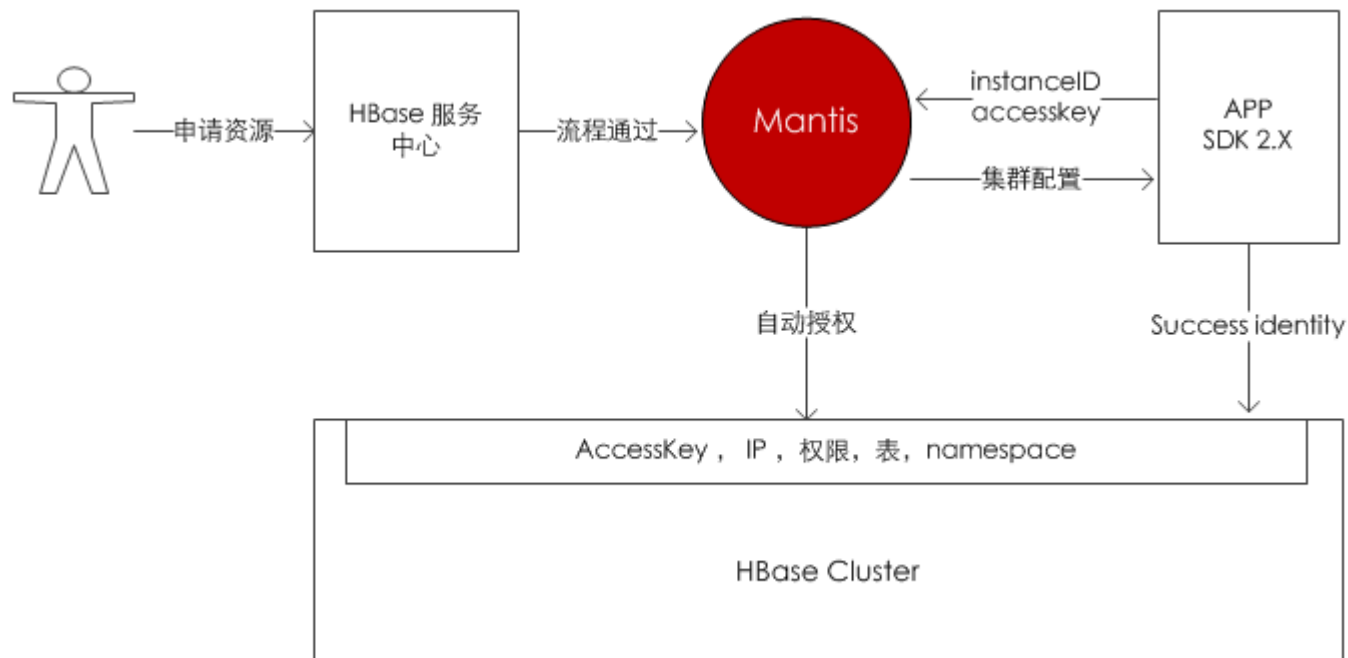 申请资源
HBase 服务
中心
流程通过
Mantis
instanceID
accesskey
集群配置
APP
SDK 2.X
自动授权
Success identity
AccessKey ， IP ，权限，表，namespace
HBase Cluster